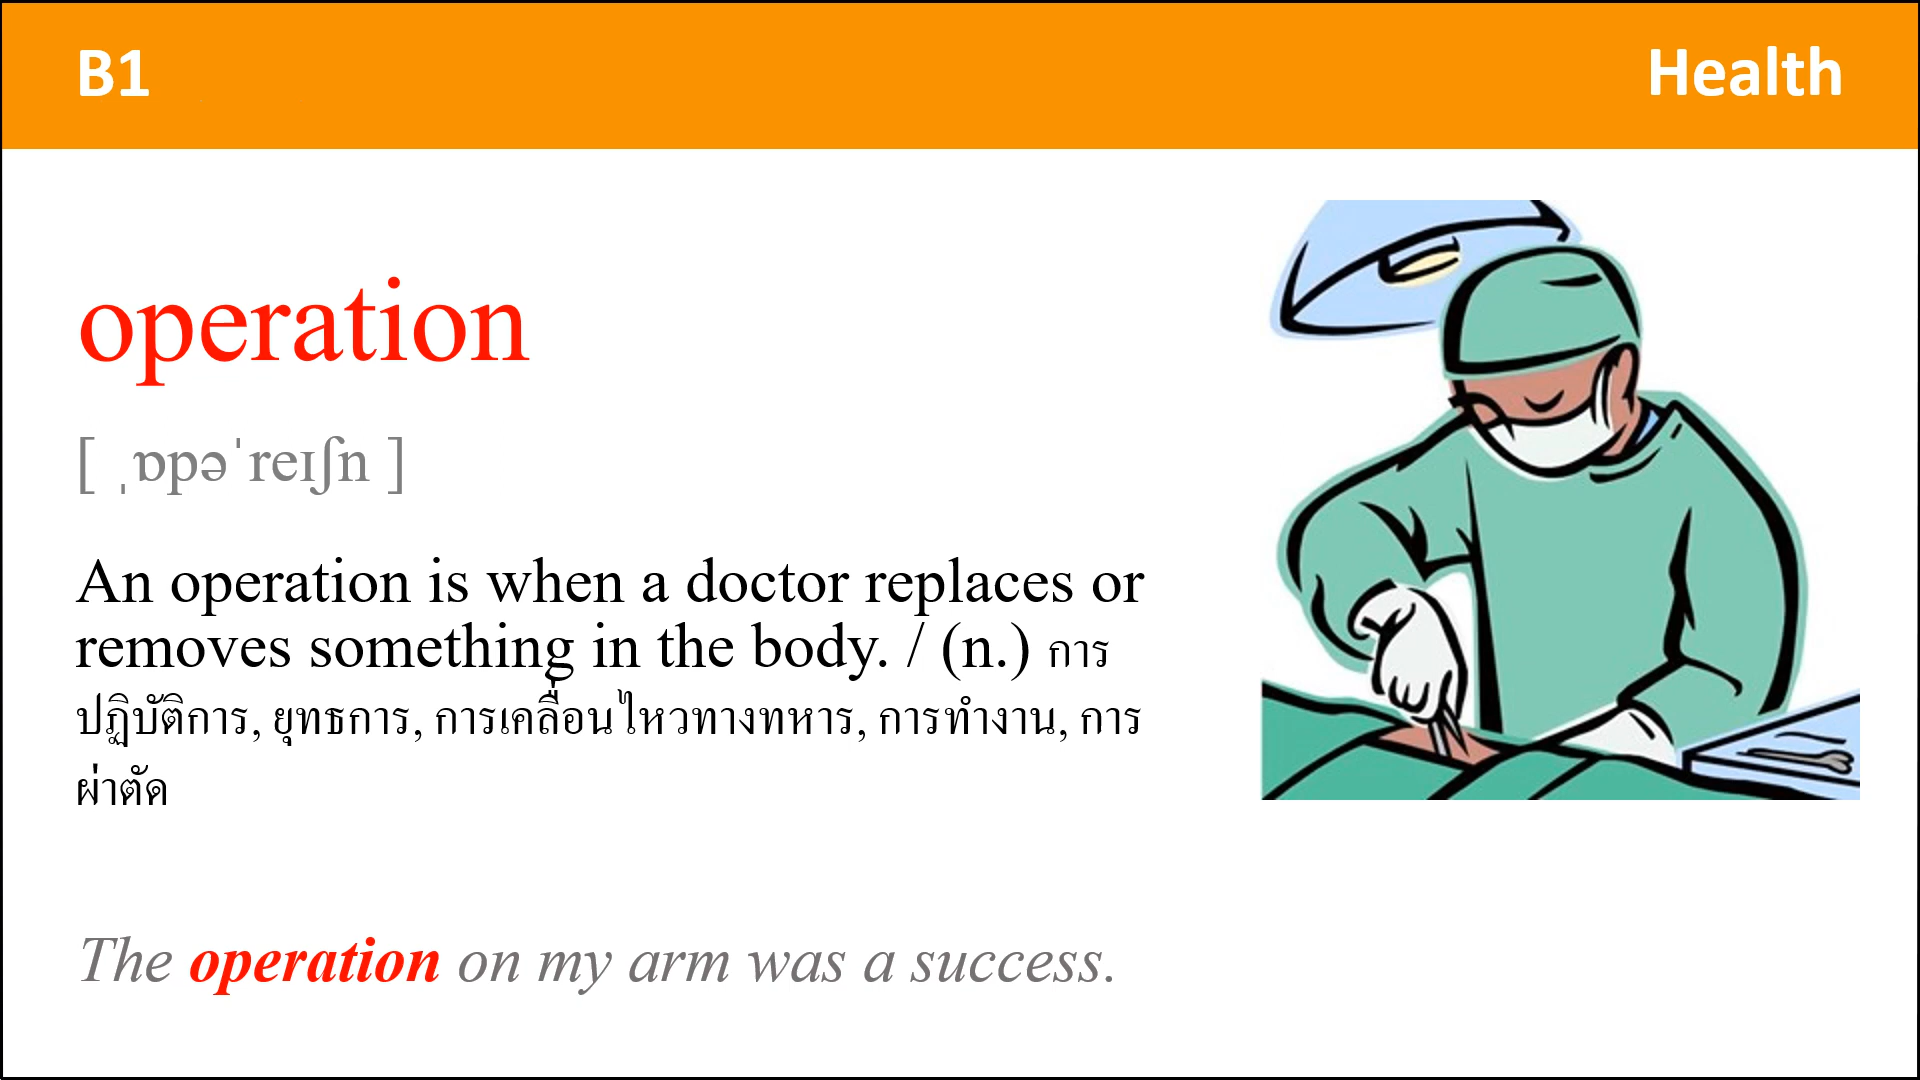 B1
Health
operation
[ ˌɒpəˈreɪʃn ]
An operation is when a doctor replaces or
removes something in the body. / (n.) การ
ปฏิบัติการ, ยุทธการ, การเคลื่อนไหวทางทหาร, การทำงาน, การ
ผ่าตัด
The operation on my arm was a success.